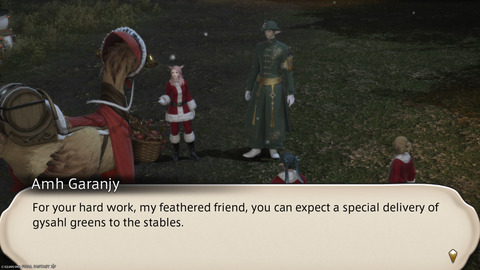 Amh Garanjy
For your hard work, my feathered friend, you can expect a special delivery of
gysahl greens to the stables.